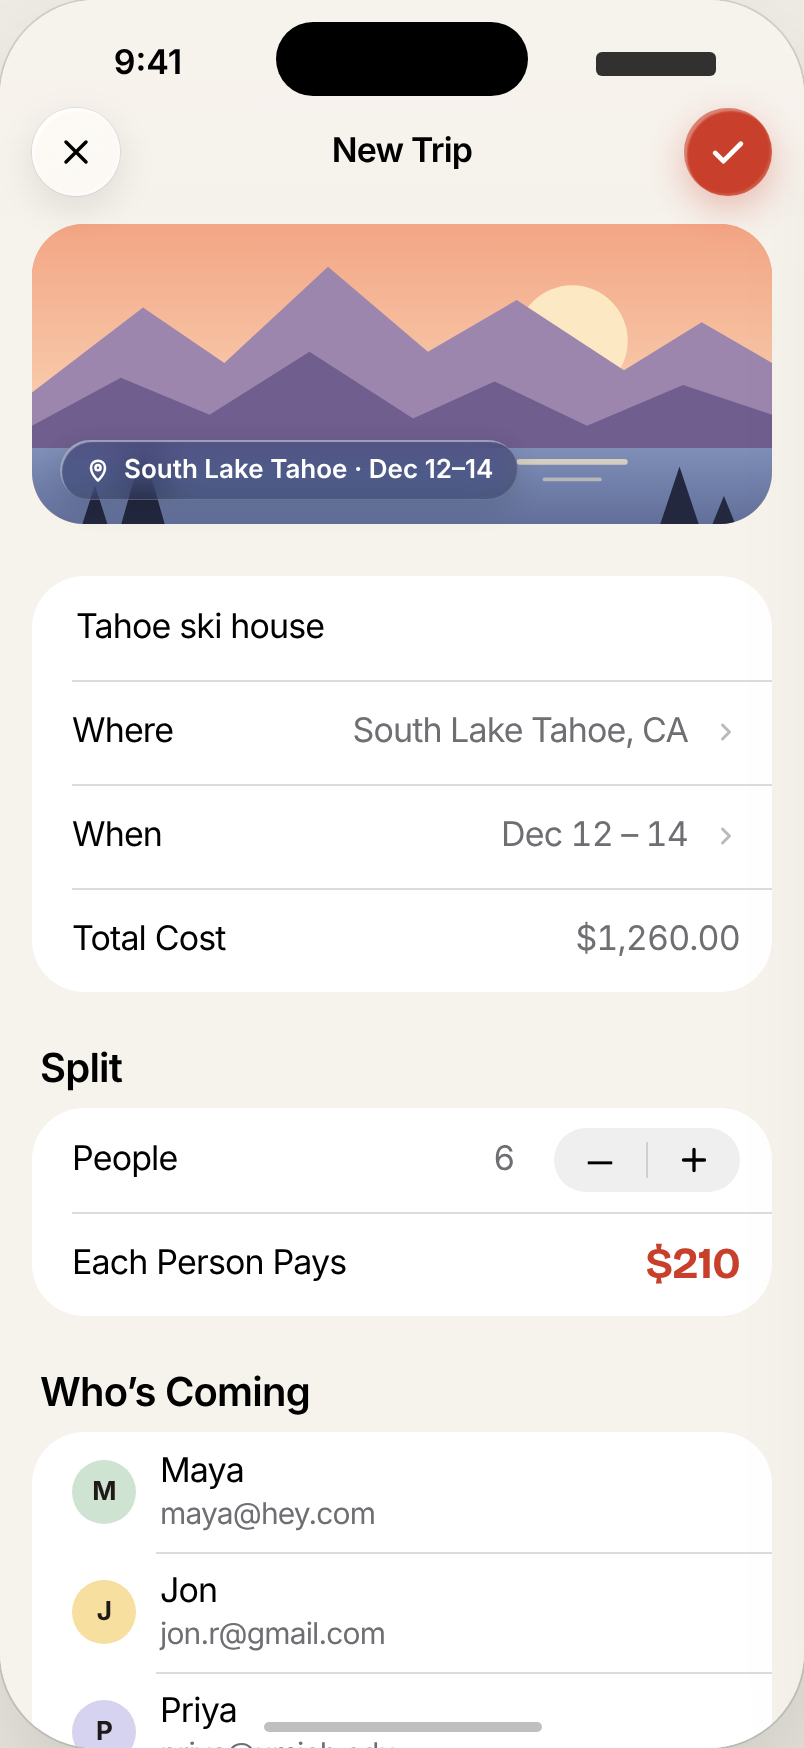 9:41
New Trip
South Lake Tahoe · Dec 12–14
Tahoe ski house
Where South Lake Tahoe, CA
When Dec 12 – 14
Total Cost $1,260.00
Split
People 6
Each Person Pays $210
Who’s Coming
M Maya
maya@hey.com
J Jon
jon.r@gmail.com
P Priya